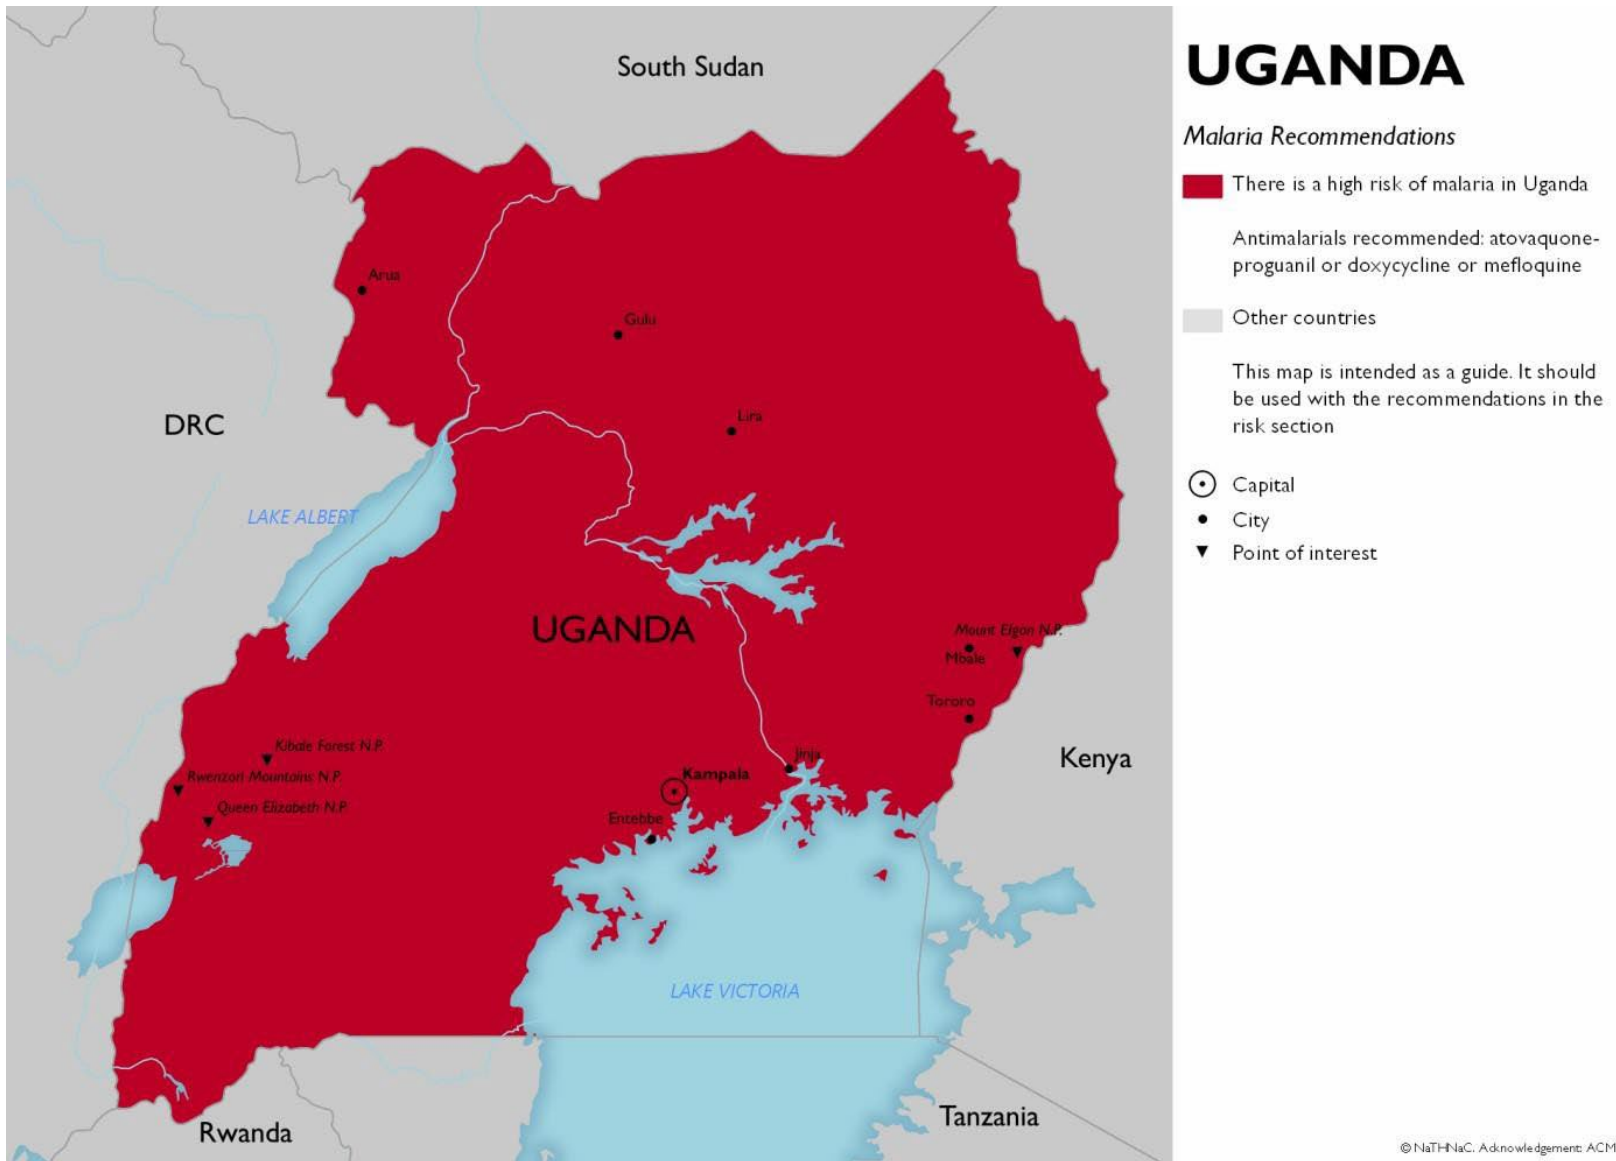 UGANDA
Malaria Recommendations
There is a high risk of malaria in Uganda
Antimalarials recommended: atovaquone-
proguanil or doxycycline or mefloquine
Other countries
This map is intended as a guide. It should
be used with the recommendations in the
risk section
Capital
City
Point of interest
South Sudan
Arua
Gulu
Lira
DRC
LAKE ALBERT
UGANDA
Mount Elgon N.P.
Mbale
Tororo
Kenya
Jinja
Kampala
Entebbe
Kibale Forest N.P.
Rwenzori Mountains N.P.
Queen Elizabeth N.P.
LAKE VICTORIA
Tanzania
Rwanda
© NaTHNaC. Acknowledgement: ACM